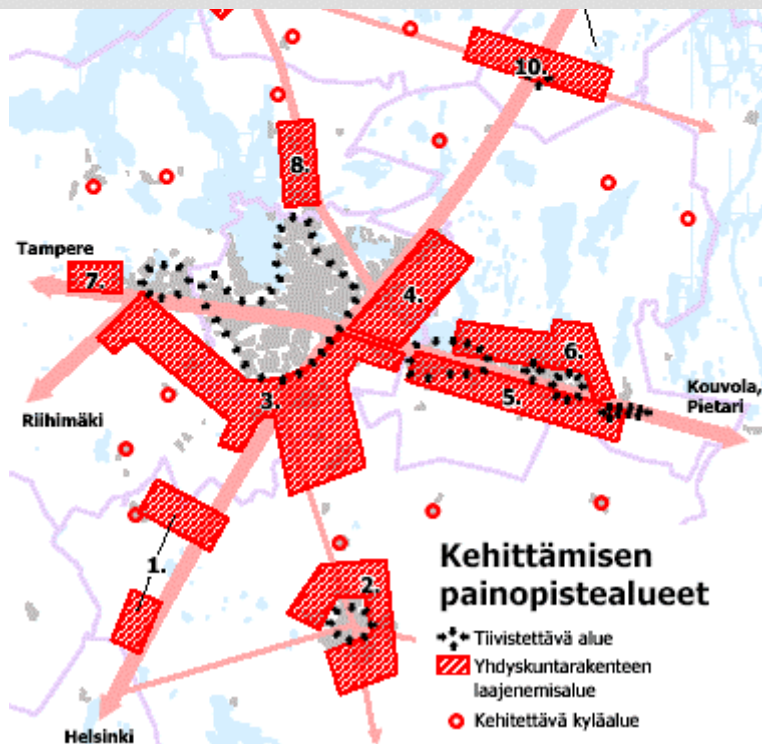 10.
8.
Tampere
7.
4.
6.
Kouvola,
Pietari
5.
3.
Riihimäki
1.
2.
Helsinki
Kehittämisen
painopistealueet
Tiivistettävä alue
Yhdyskuntarakenteen
laajenemisalue
Kehitettävä kyläalue